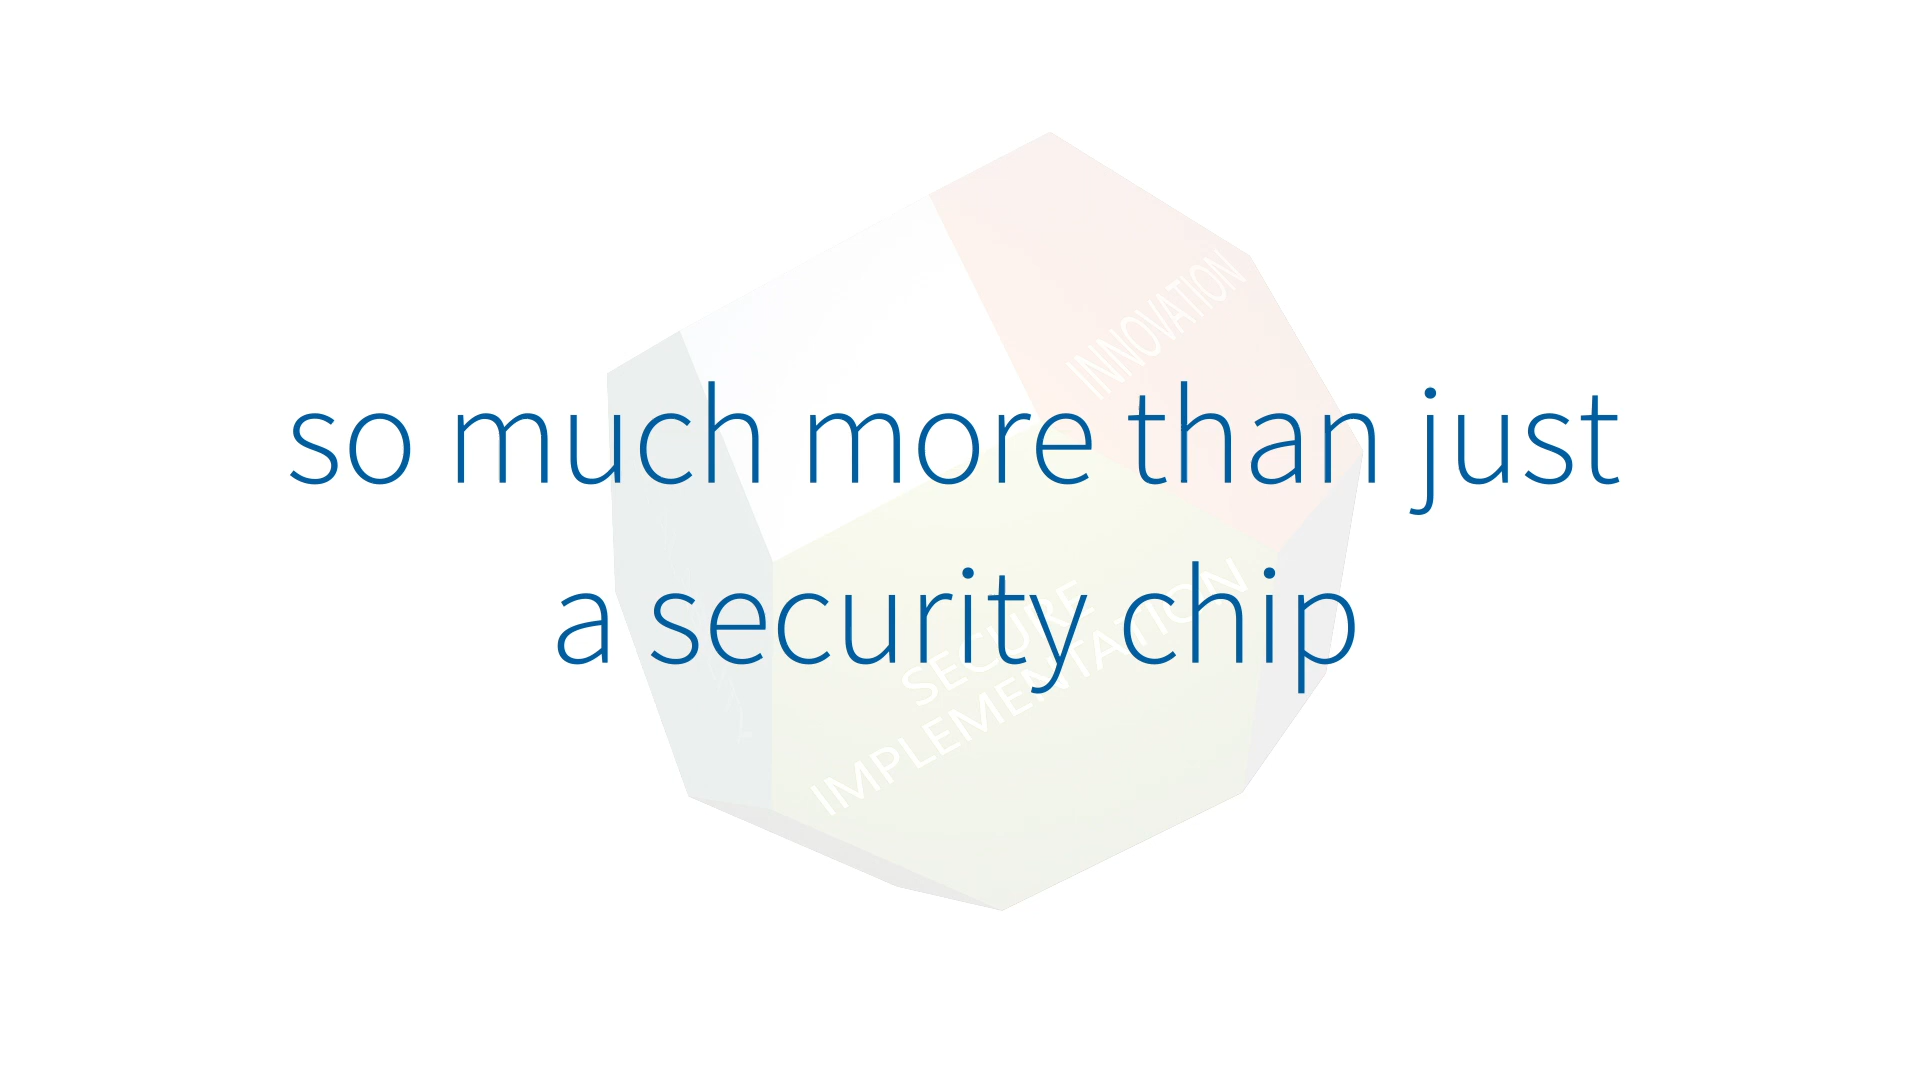 so much more than just
a security chip
INNOVATION
SECURE
IMPLEMENTATION